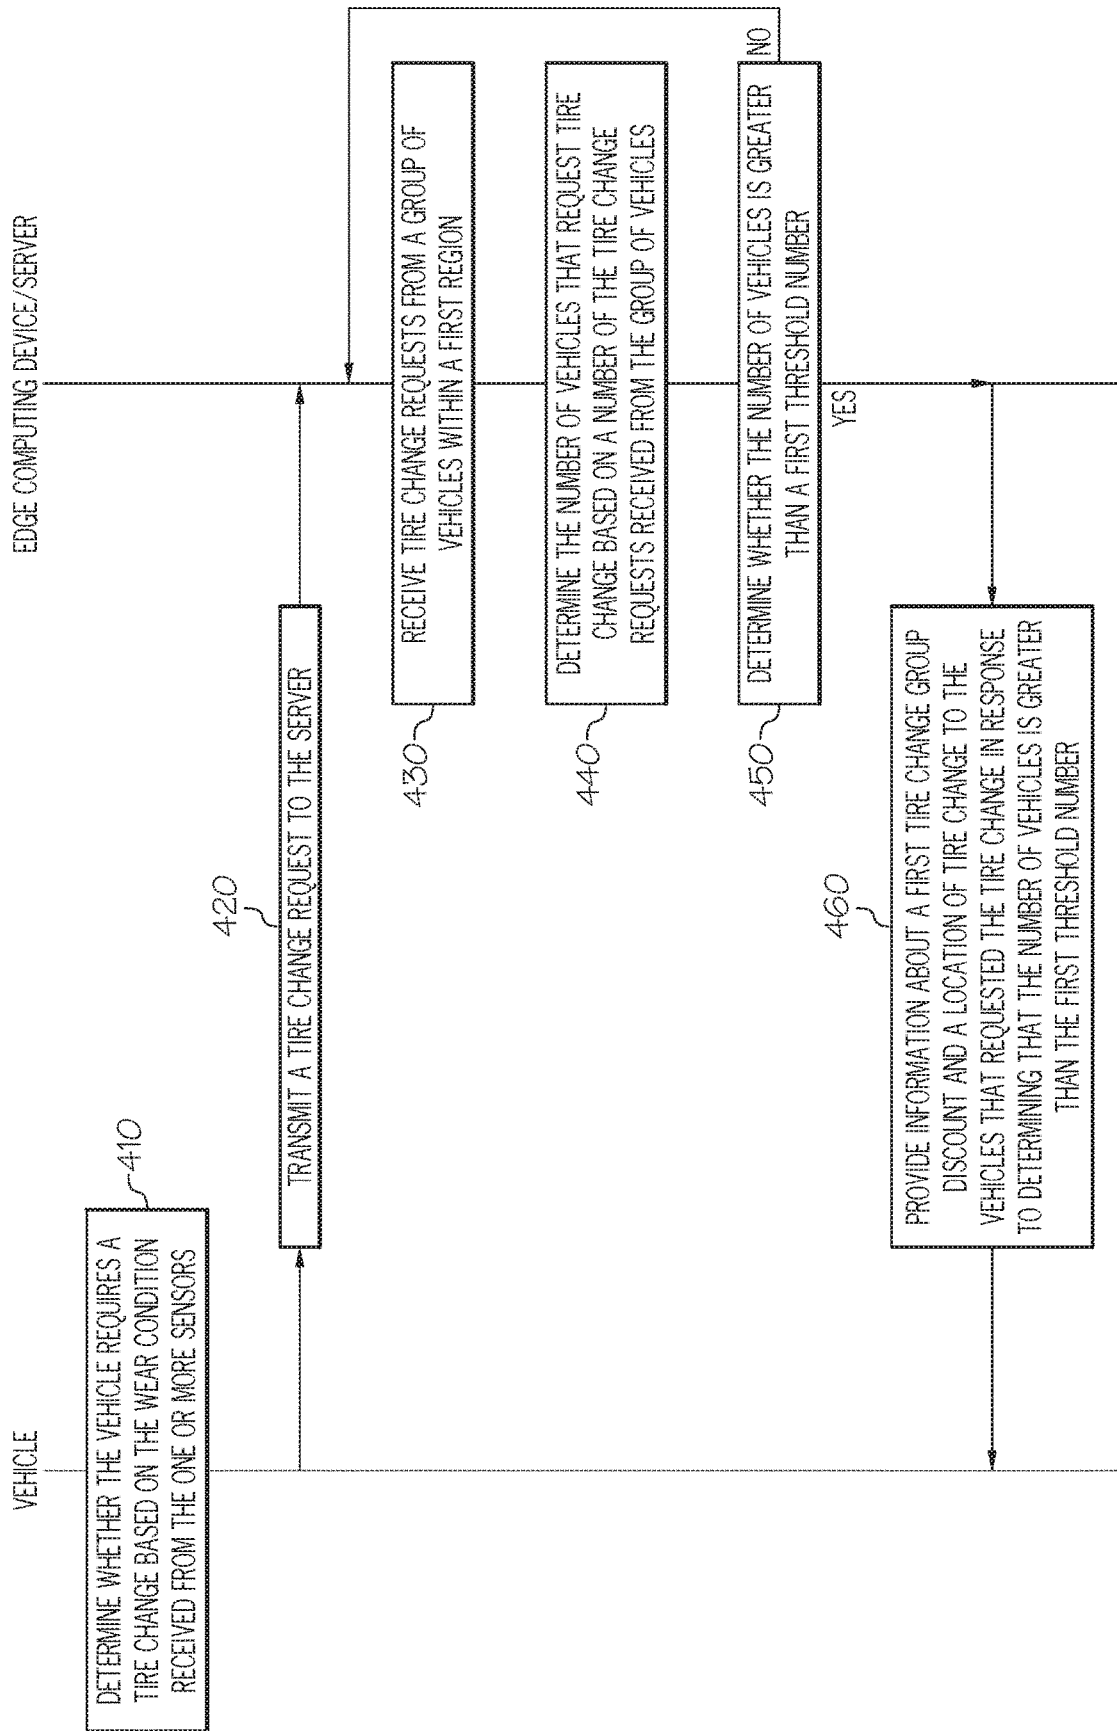 VEHICLE
EDGE COMPUTING DEVICE/SERVER
410
DETERMINE WHETHER THE VEHICLE REQUIRES A
TIRE CHANGE BASED ON THE WEAR CONDITION
RECEIVED FROM THE ONE OR MORE SENSORS
420
TRANSMIT A TIRE CHANGE REQUEST TO THE SERVER
430
RECEIVE TIRE CHANGE REQUESTS FROM A GROUP OF
VEHICLES WITHIN A FIRST REGION
440
DETERMINE THE NUMBER OF VEHICLES THAT REQUEST TIRE
CHANGE BASED ON A NUMBER OF THE TIRE CHANGE
REQUESTS RECEIVED FROM THE GROUP OF VEHICLES
450
DETERMINE WHETHER THE NUMBER OF VEHICLES IS GREATER
THAN A FIRST THRESHOLD NUMBER
NO
YES
460
PROVIDE INFORMATION ABOUT A FIRST TIRE CHANGE GROUP
DISCOUNT AND A LOCATION OF TIRE CHANGE TO THE
VEHICLES THAT REQUESTED THE TIRE CHANGE IN RESPONSE
TO DETERMINING THAT THE NUMBER OF VEHICLES IS GREATER
THAN THE FIRST THRESHOLD NUMBER